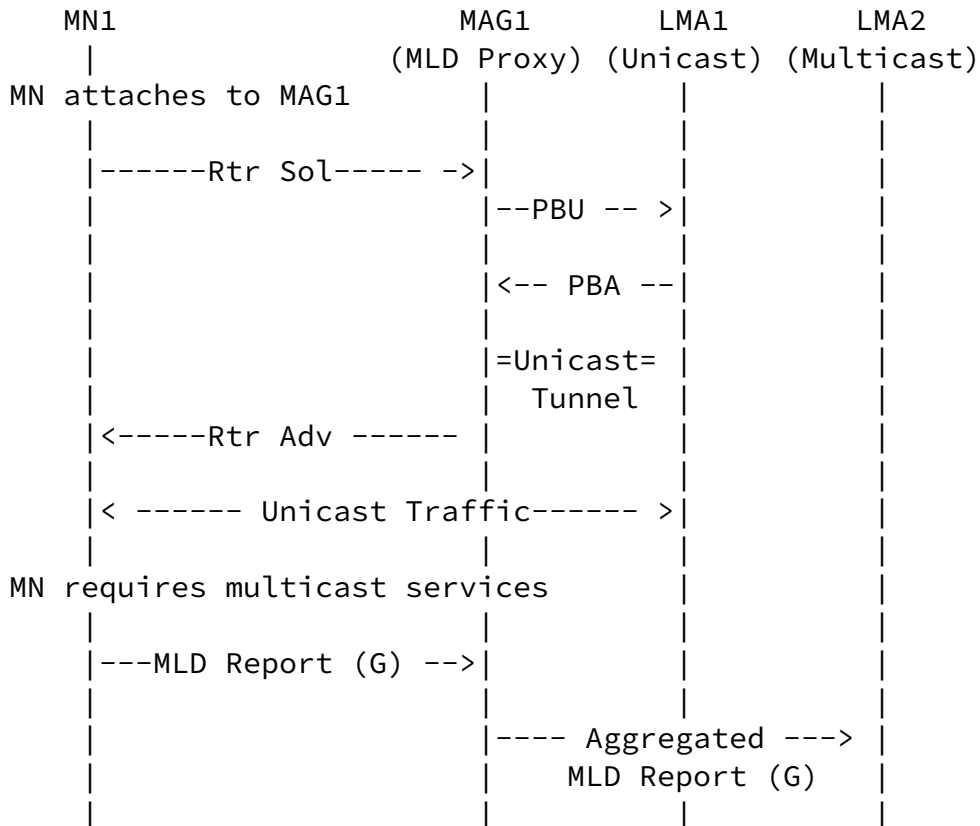 MN1 MAG1 LMA1 LMA2
| (MLD Proxy) (Unicast) (Multicast)
MN attaches to MAG1 | | |
| | | |
|------Rtr Sol----- ->| | |
| |--PBU -- >| |
| | | |
| |<-- PBA --| |
| | | |
| |=Unicast= | |
| | Tunnel | |
|<-----Rtr Adv ------ | | |
| | | |
|< ------ Unicast Traffic------ >| |
| | | |
MN requires multicast services | |
| | | |
|---MLD Report (G) -->| | |
| | | |
| |---- Aggregated ---> |
| | MLD Report (G) |
| | | |